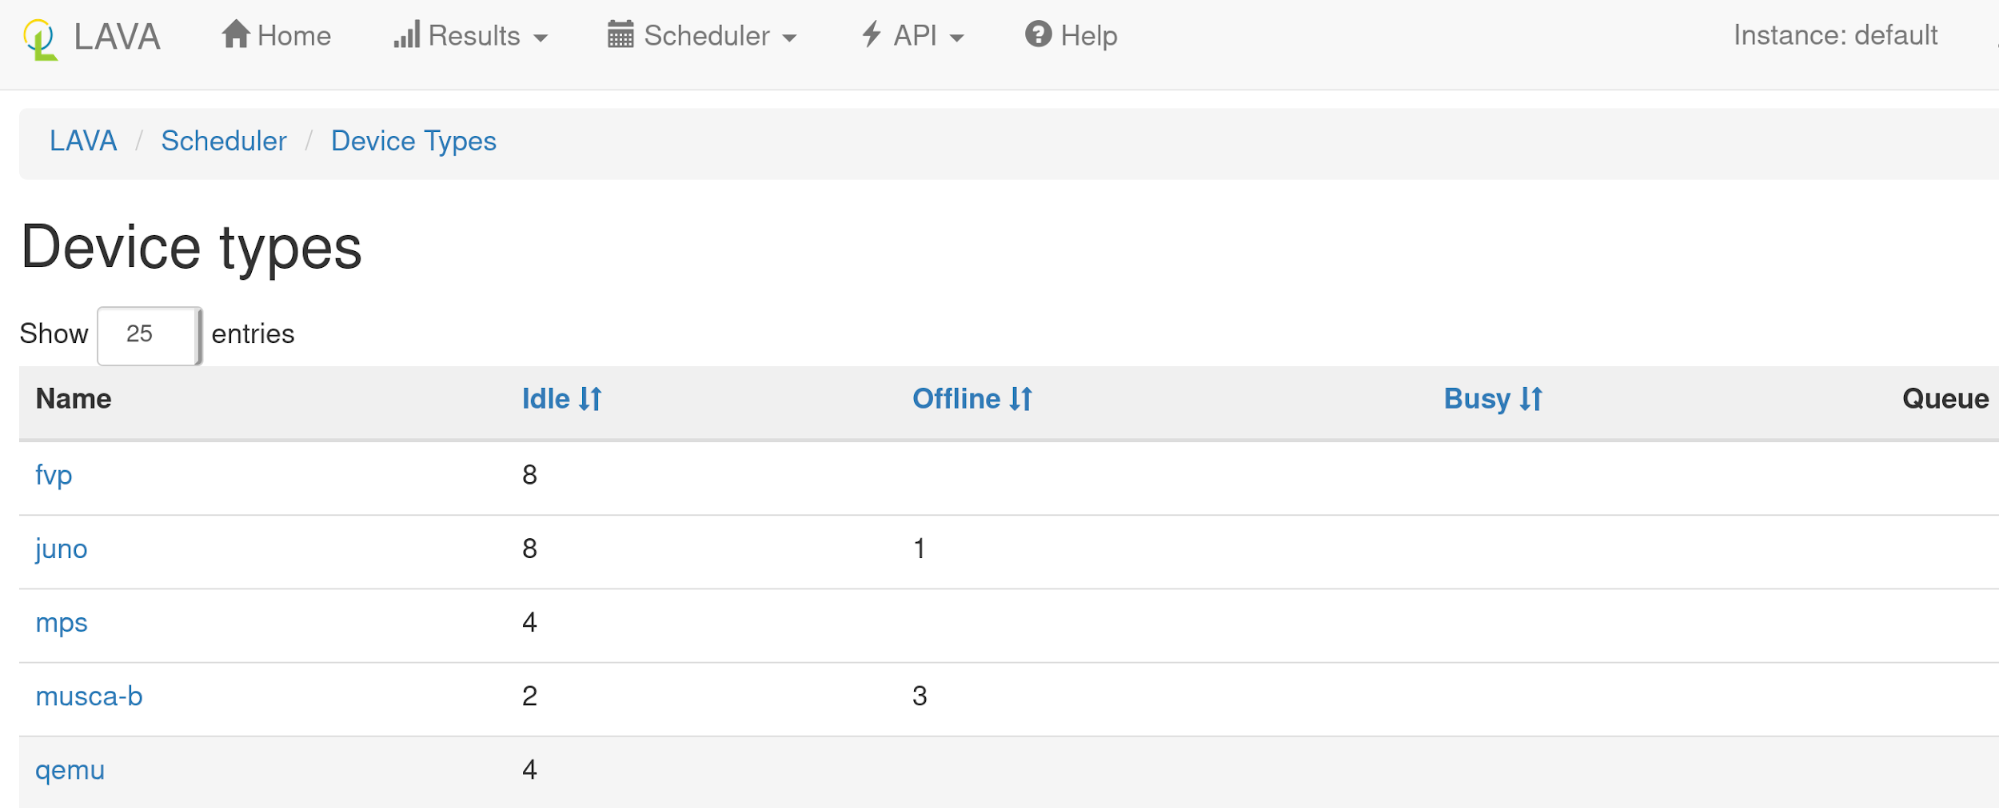 LAVA Home Results Scheduler API Help Instance: default
LAVA / Scheduler / Device Types
Device types
Show 25 entries
Name Idle Offline Busy Queue
fvp 8
juno 8 1
mps 4
musca-b 2 3
qemu 4